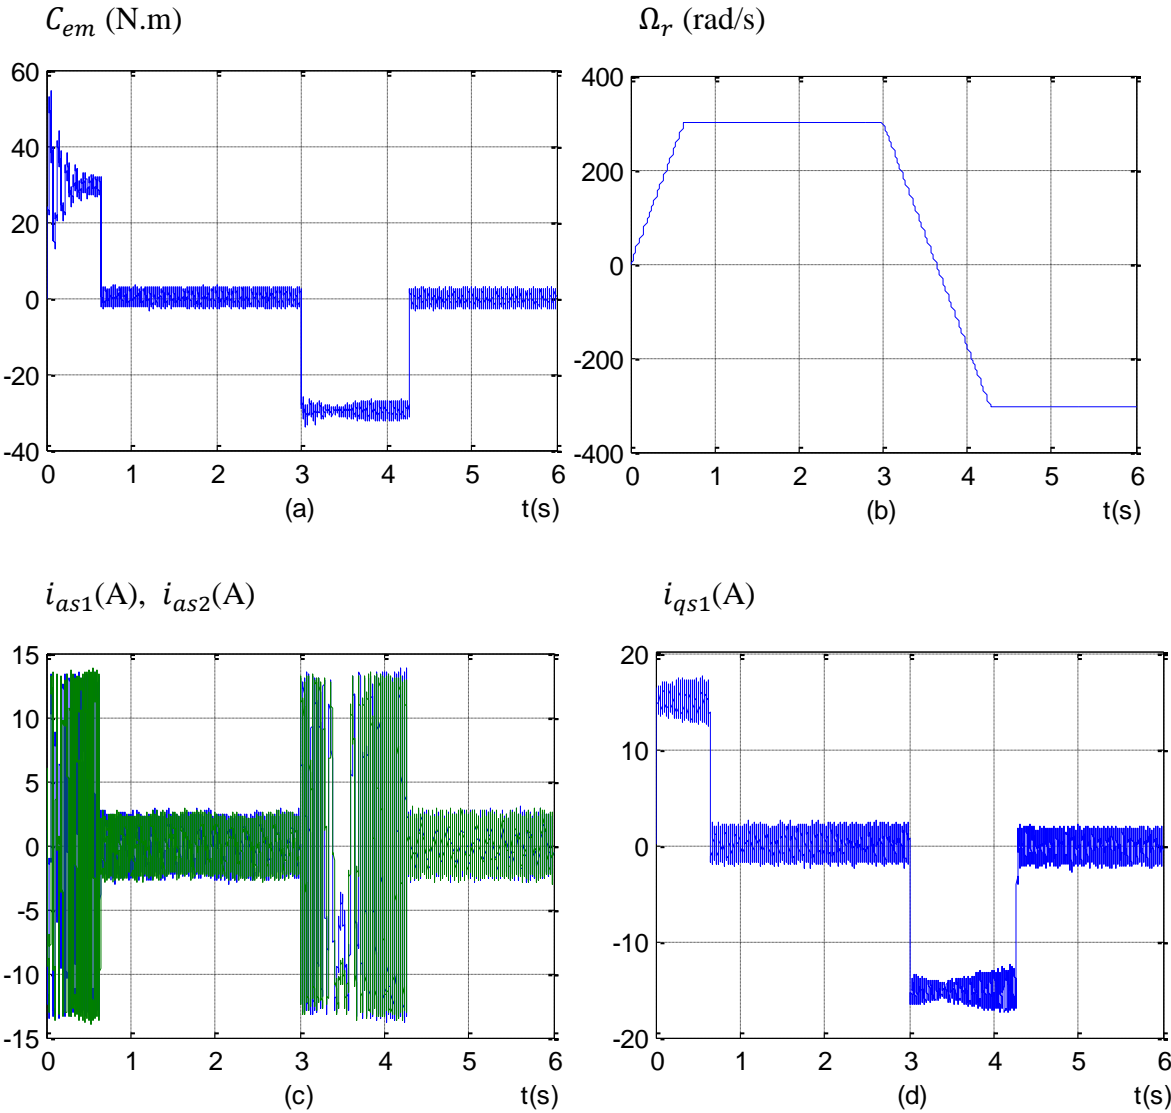 C_em (N.m)
Ω_r (rad/s)
60
40
20
0
-20
-40
0 1 2 3 4 5 6
(a) t(s)
400
200
0
-200
-400
0 1 2 3 4 5 6
(b) t(s)
i_as1(A), i_as2(A)
i_qs1(A)
15
10
5
0
-5
-10
-15
0 1 2 3 4 5 6
(c) t(s)
20
10
0
-10
-20
0 1 2 3 4 5 6
(d) t(s)